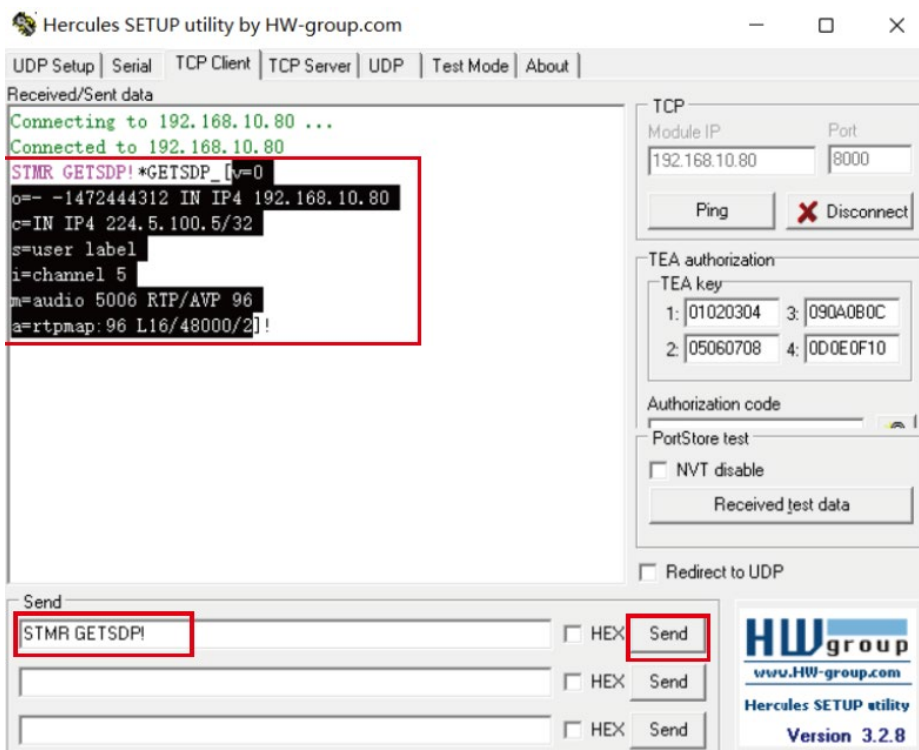 Hercules SETUP utility by HW-group.com
UDP Setup Serial TCP Client TCP Server UDP Test Mode About
Received/Sent data
Connecting to 192.168.10.80 ...
Connected to 192.168.10.80
STMR GETSDP!*GETSDP_[v=0
o=- -1472444312 IN IP4 192.168.10.80
c=IN IP4 224.5.100.5/32
s=user label
i=channel 5
m=audio 5006 RTP/AVP 96
a=rtpmap:96 L16/48000/2]!
TCP
Module IP Port
192.168.10.80 8000
Ping Disconnect
TEA authorization
TEA key
1: 01020304 3: 090A0B0C
2: 05060708 4: 0D0E0F10
Authorization code
PortStore test
NVT disable
Received test data
Redirect to UDP
Send
STMR GETSDP! HEX Send
HEX Send
HEX Send
HWgroup
www.HW-group.com
Hercules SETUP utility
Version 3.2.8